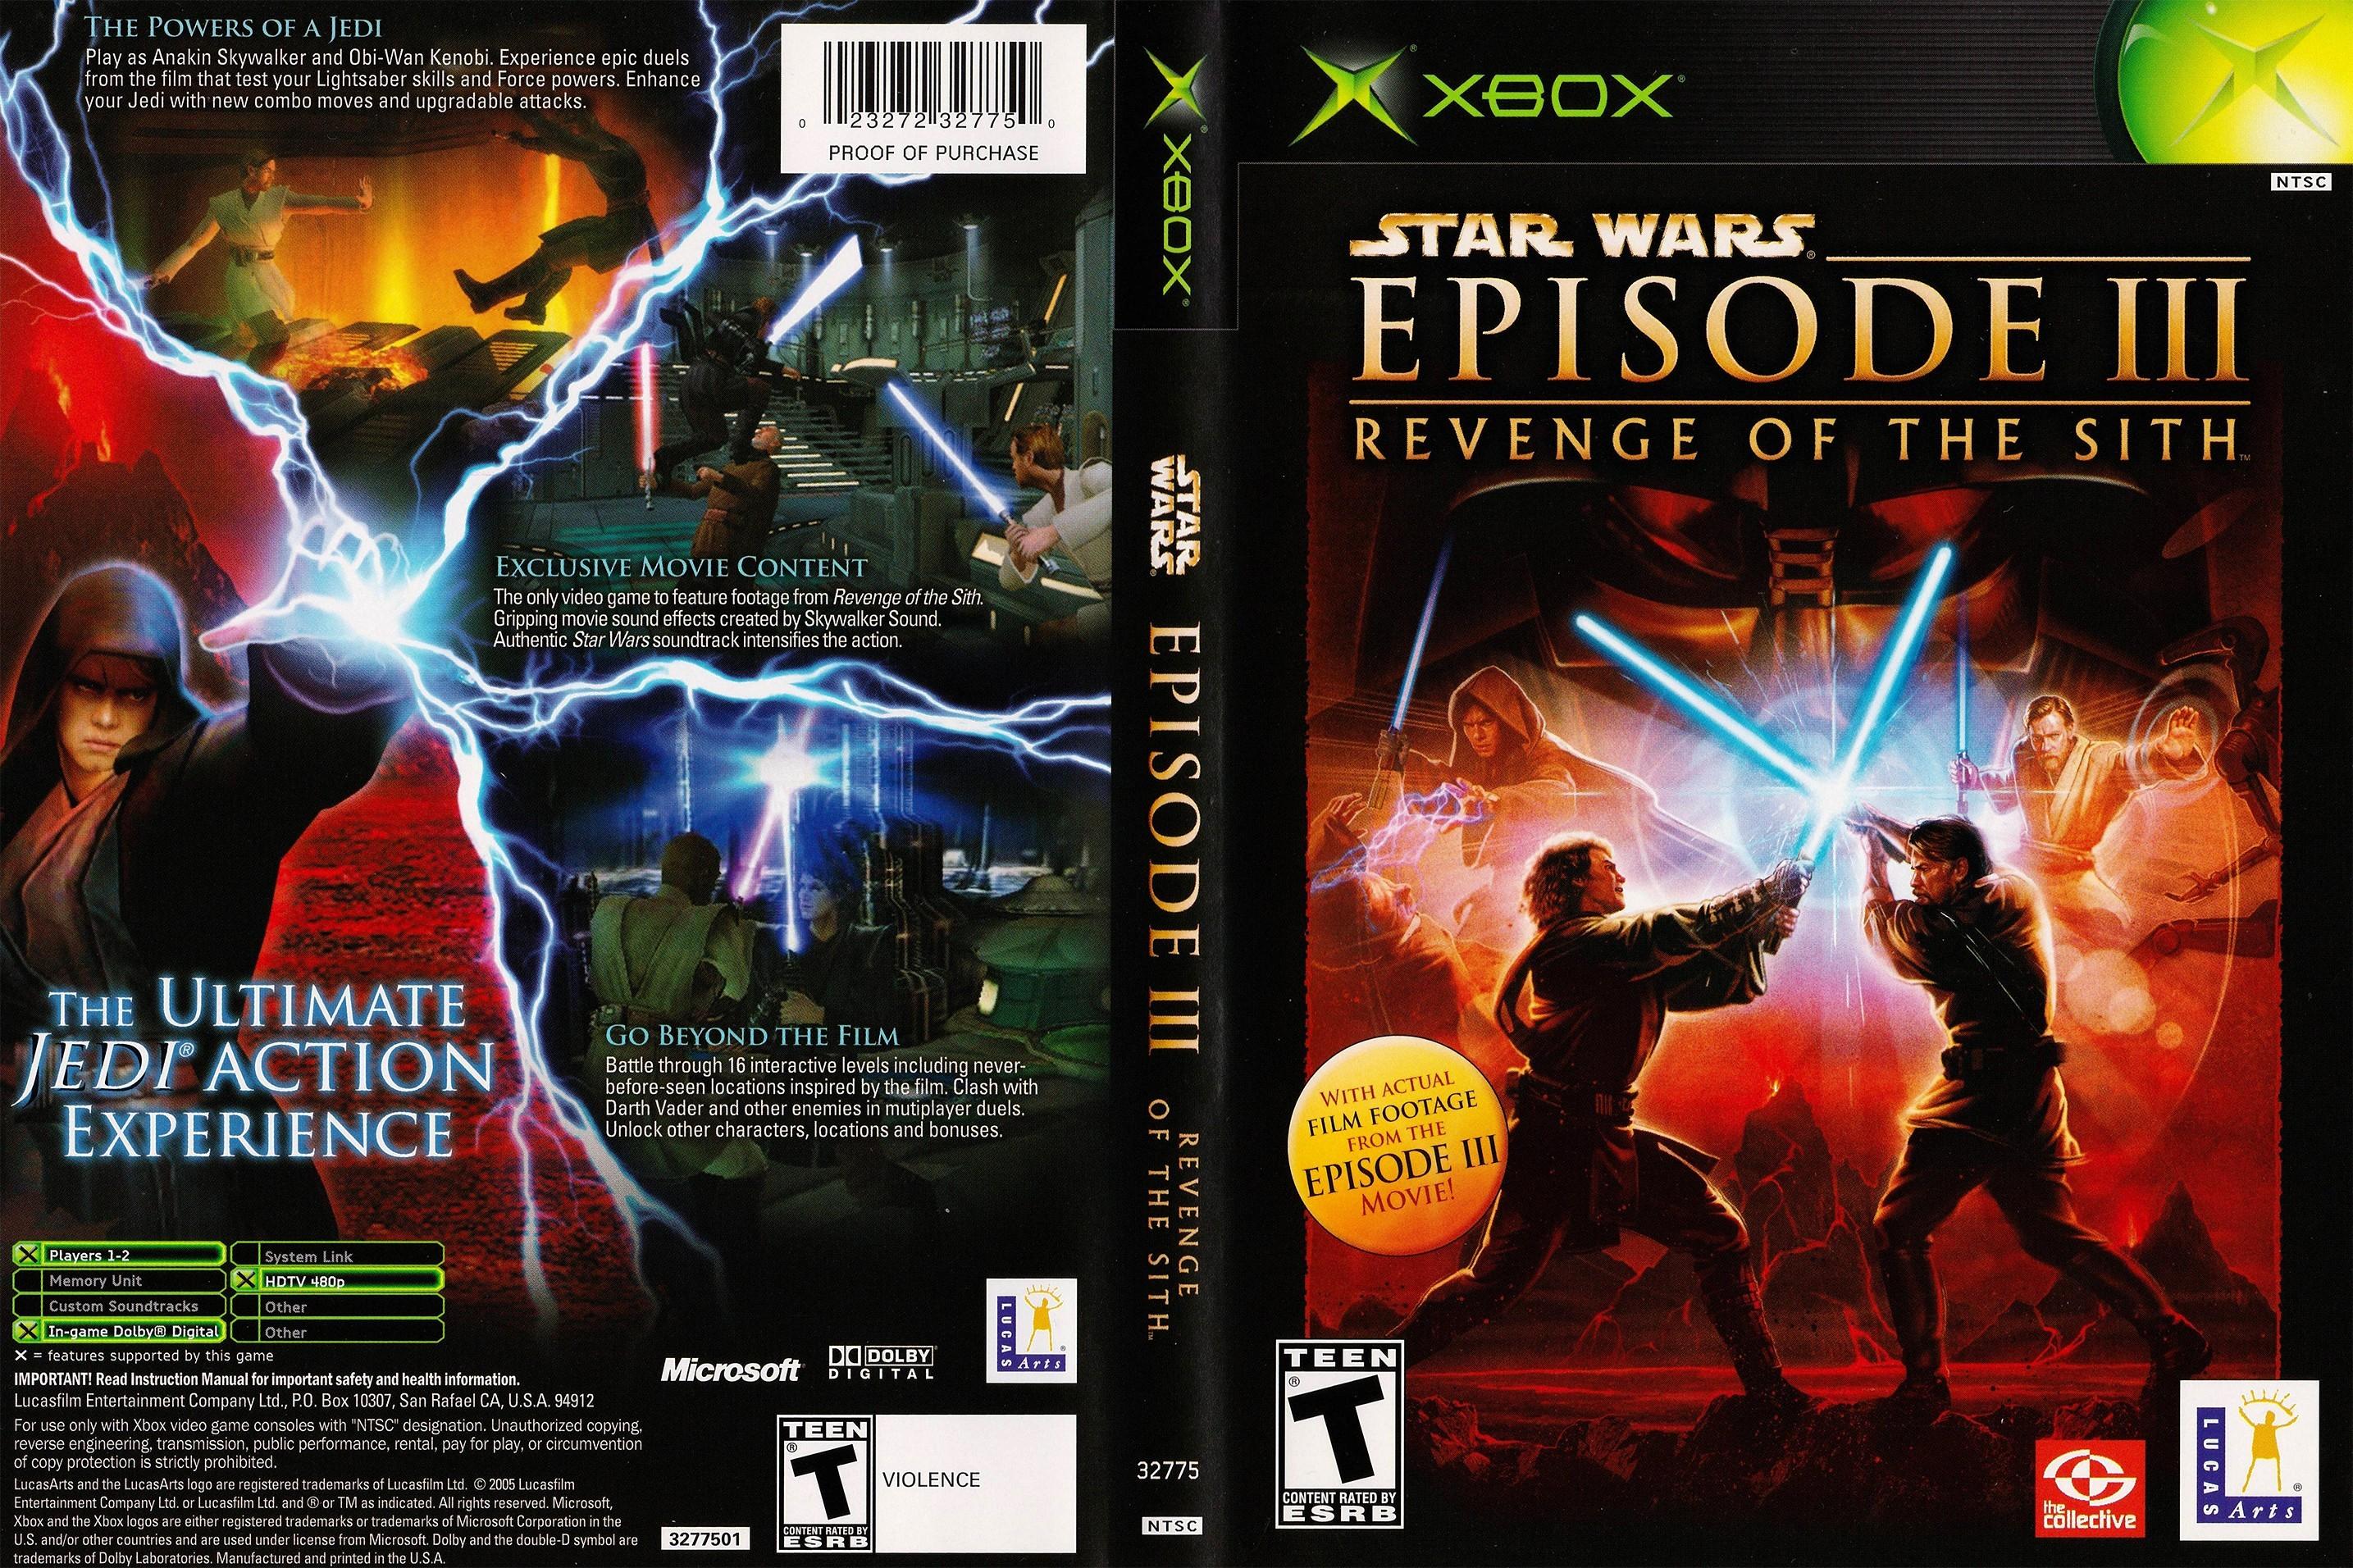 THE POWERS OF A JEDI
Play as Anakin Skywalker and Obi-Wan Kenobi. Experience epic duels
from the film that test your Lightsaber skills and Force powers. Enhance
your Jedi with new combo moves and upgradable attacks.
0 23272 32775 0
PROOF OF PURCHASE
EXCLUSIVE MOVIE CONTENT
The only video game to feature footage from Revenge of the Sith.
Gripping movie sound effects created by Skywalker Sound.
Authentic Star Wars soundtrack intensifies the action.
GO BEYOND THE FILM
Battle through 16 interactive levels including never-
before-seen locations inspired by the film. Clash with
Darth Vader and other enemies in mutiplayer duels.
Unlock other characters, locations and bonuses.
THE ULTIMATE
JEDI® ACTION
EXPERIENCE
Players 1-2
System Link
Memory Unit
HDTV 480p
Custom Soundtracks
Other
In-game Dolby® Digital
Other
X = features supported by this game
IMPORTANT! Read Instruction Manual for important safety and health information.
Lucasfilm Entertainment Company Ltd., P.O. Box 10307, San Rafael CA, U.S.A. 94912
For use only with Xbox video game consoles with "NTSC" designation. Unauthorized copying,
reverse engineering, transmission, public performance, rental, pay for play, or circumvention
of copy protection is strictly prohibited.
LucasArts and the LucasArts logo are registered trademarks of Lucasfilm Ltd. © 2005 Lucasfilm
Entertainment Company Ltd. or Lucasfilm Ltd. and ® or TM as indicated. All rights reserved. Microsoft,
Xbox and the Xbox logos are either registered trademarks or trademarks of Microsoft Corporation in the
U.S. and/or other countries and are used under license from Microsoft. Dolby and the double-D symbol are
trademarks of Dolby Laboratories. Manufactured and printed in the U.S.A.
Microsoft
DOLBY
DIGITAL
LUCAS
Arts
TEEN
T
CONTENT RATED BY
ESRB
VIOLENCE
3277501
XBOX®
STAR
WARS®
EPISODE III
REVENGE
OF THE SITH™
32775
NTSC
XBOX®
NTSC
STAR WARS®
EPISODE III
REVENGE OF THE SITH™
WITH ACTUAL
FILM FOOTAGE
FROM THE
EPISODE III
MOVIE!
TEEN
T
CONTENT RATED BY
ESRB
the
collective
LUCAS
Arts